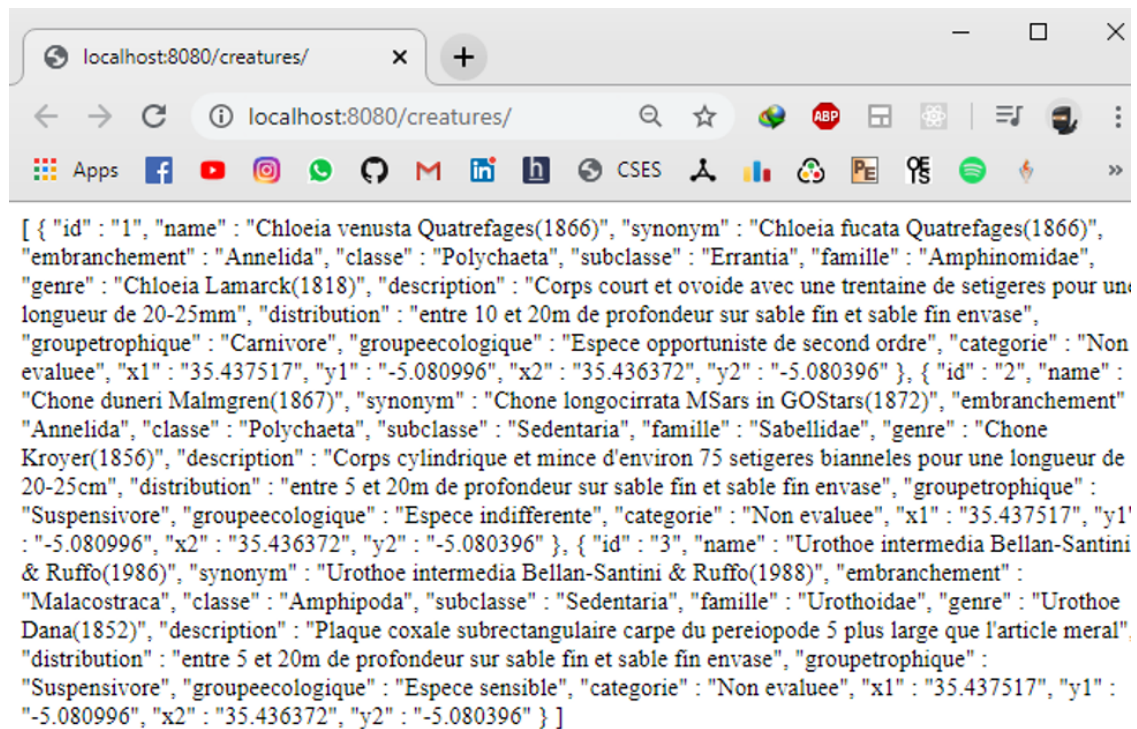 localhost:8080/creatures/
localhost:8080/creatures/
ABP
Apps
in
h
CSES
PE
OE
IS
[ { "id" : "1", "name" : "Chloeia venusta Quatrefages(1866)", "synonym" : "Chloeia fucata Quatrefages(1866)",
"embranchement" : "Annelida", "classe" : "Polychaeta", "subclasse" : "Errantia", "famille" : "Amphinomidae",
"genre" : "Chloeia Lamarck(1818)", "description" : "Corps court et ovoide avec une trentaine de setigeres pour une
longueur de 20-25mm", "distribution" : "entre 10 et 20m de profondeur sur sable fin et sable fin envase",
"groupetrophique" : "Carnivore", "groupeecologique" : "Espece opportuniste de second ordre", "categorie" : "Non
evaluee", "x1" : "35.437517", "y1" : "-5.080996", "x2" : "35.436372", "y2" : "-5.080396" }, { "id" : "2", "name" :
"Chone duneri Malmgren(1867)", "synonym" : "Chone longocirrata MSars in GOStars(1872)", "embranchement"
"Annelida", "classe" : "Polychaeta", "subclasse" : "Sedentaria", "famille" : "Sabellidae", "genre" : "Chone
Kroyer(1856)", "description" : "Corps cylindrique et mince d'environ 75 setigeres bianneles pour une longueur de
20-25cm", "distribution" : "entre 5 et 20m de profondeur sur sable fin et sable fin envase", "groupetrophique" :
"Suspensivore", "groupeecologique" : "Espece indifferente", "categorie" : "Non evaluee", "x1" : "35.437517", "y1"
: "-5.080996", "x2" : "35.436372", "y2" : "-5.080396" }, { "id" : "3", "name" : "Urothoe intermedia Bellan-Santini
& Ruffo(1986)", "synonym" : "Urothoe intermedia Bellan-Santini & Ruffo(1988)", "embranchement" :
"Malacostraca", "classe" : "Amphipoda", "subclasse" : "Sedentaria", "famille" : "Urothoidae", "genre" : "Urothoe
Dana(1852)", "description" : "Plaque coxale subrectangulaire carpe du pereiopode 5 plus large que l'article meral",
"distribution" : "entre 5 et 20m de profondeur sur sable fin et sable fin envase", "groupetrophique" :
"Suspensivore", "groupeecologique" : "Espece sensible", "categorie" : "Non evaluee", "x1" : "35.437517", "y1" :
"-5.080996", "x2" : "35.436372", "y2" : "-5.080396" } ]